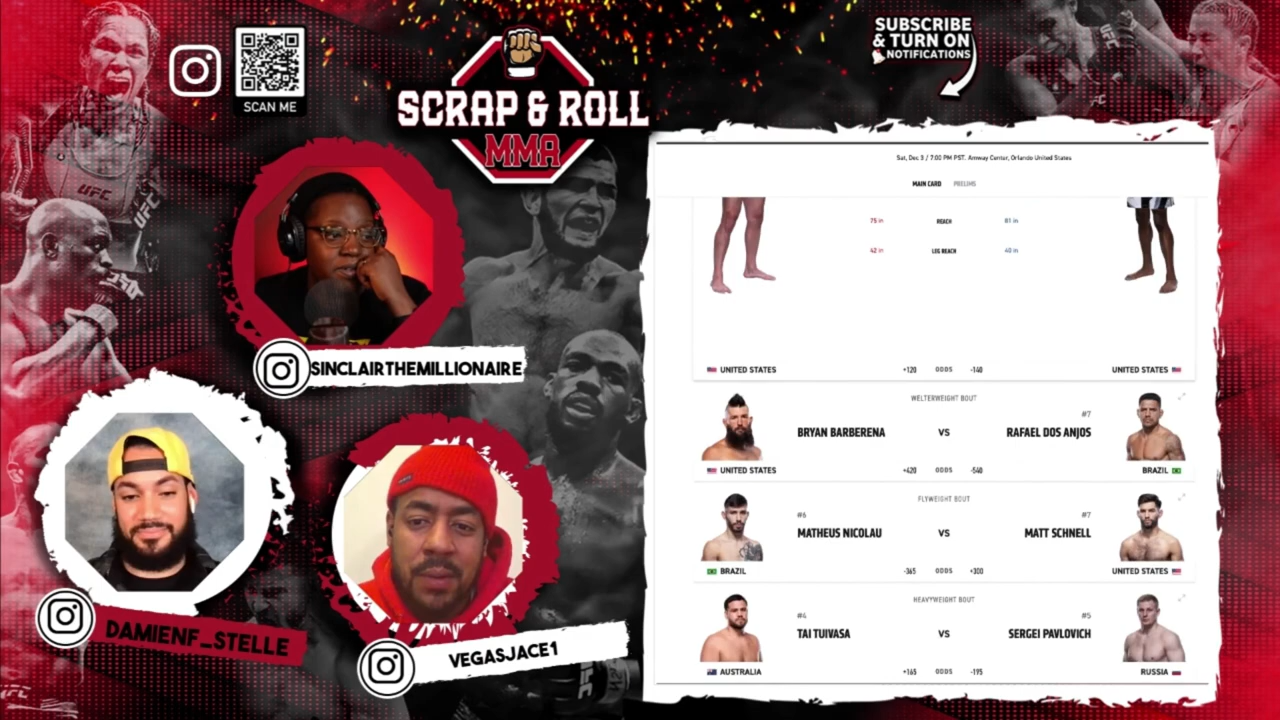 SCAN ME
SCRAP & ROLL
MMA
SUBSCRIBE
& TURN ON
NOTIFICATIONS
UFC
SINCLAIRTHEMILLIONAIRE
DAMIENF_STELLE
VEGASJACE1
Sat, Dec 3 / 7:00 PM PST. Amway Center, Orlando United States
MAIN CARD PRELIMS
75 in REACH 81 in
42 in LEG REACH 40 in
UNITED STATES +120 ODDS -140 UNITED STATES
WELTERWEIGHT BOUT
#7
BRYAN BARBERENA VS RAFAEL DOS ANJOS
UNITED STATES +420 ODDS -540 BRAZIL
FLYWEIGHT BOUT
#6 #7
MATHEUS NICOLAU VS MATT SCHNELL
BRAZIL -365 ODDS +300 UNITED STATES
HEAVYWEIGHT BOUT
#4 #5
TAI TUIVASA VS SERGEI PAVLOVICH
AUSTRALIA +165 ODDS -195 RUSSIA